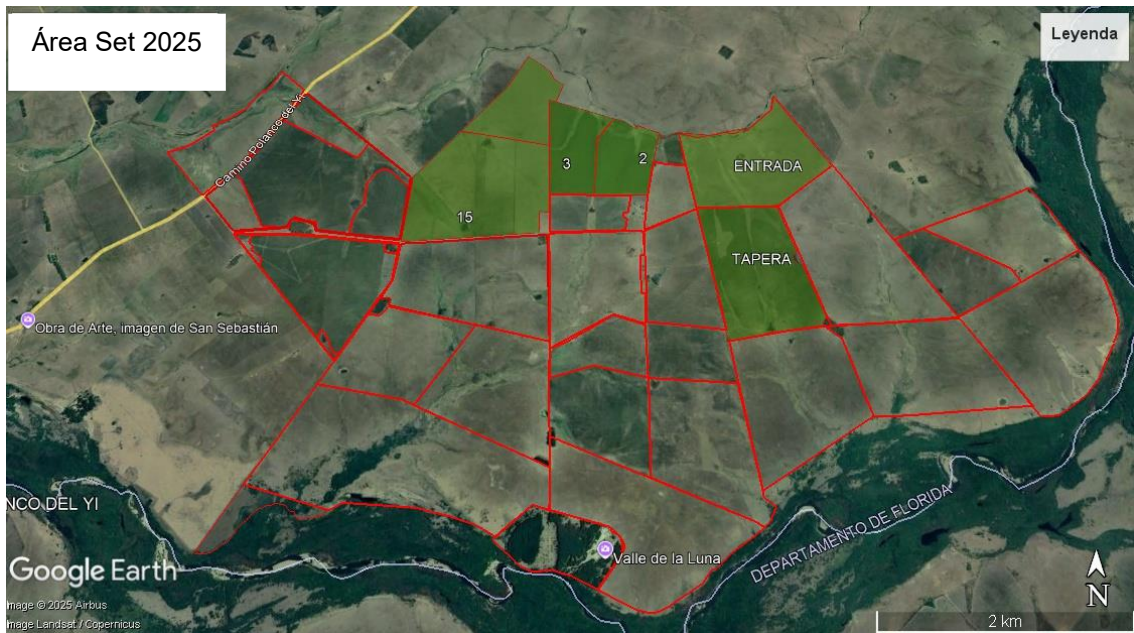 Área Set 2025
Leyenda
Camino Polanco del Yí
3
2
ENTRADA
15
TAPERA
Obra de Arte, imagen de San Sebastián
NCO DEL YI
DEPARTAMENTO DE FLORIDA
Valle de la Luna
Google Earth
N
Image © 2025 Airbus
Image Landsat / Copernicus
2 km